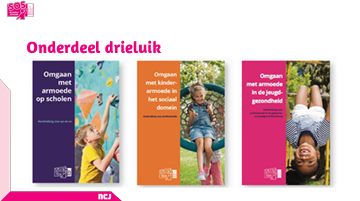 SOS
Onderdeel drieluik
Omgaan
met
armoede
op scholen
Omgaan
met kinder-
armoede in
het sociaal
domein
Omgaan
met armoede
in de jeugd-
gezondheid
NCJ